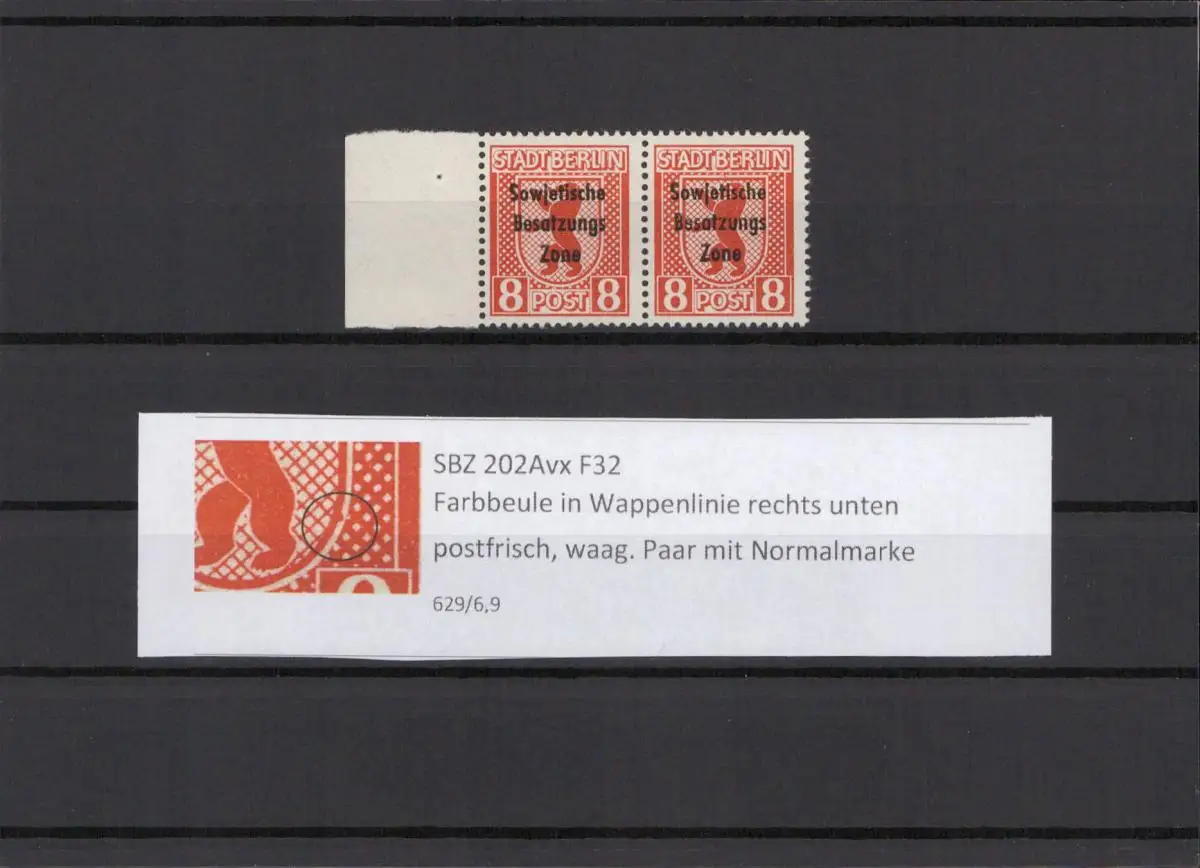 STADT BERLIN STADT BERLIN
Sowjetische Sowjetische
Besatzungs Besatzungs
Zone Zone
8 POST 8 8 POST 8
SBZ 202Avx F32
Farbbeule in Wappenlinie rechts unten
postfrisch, waag. Paar mit Normalmarke
629/6,9